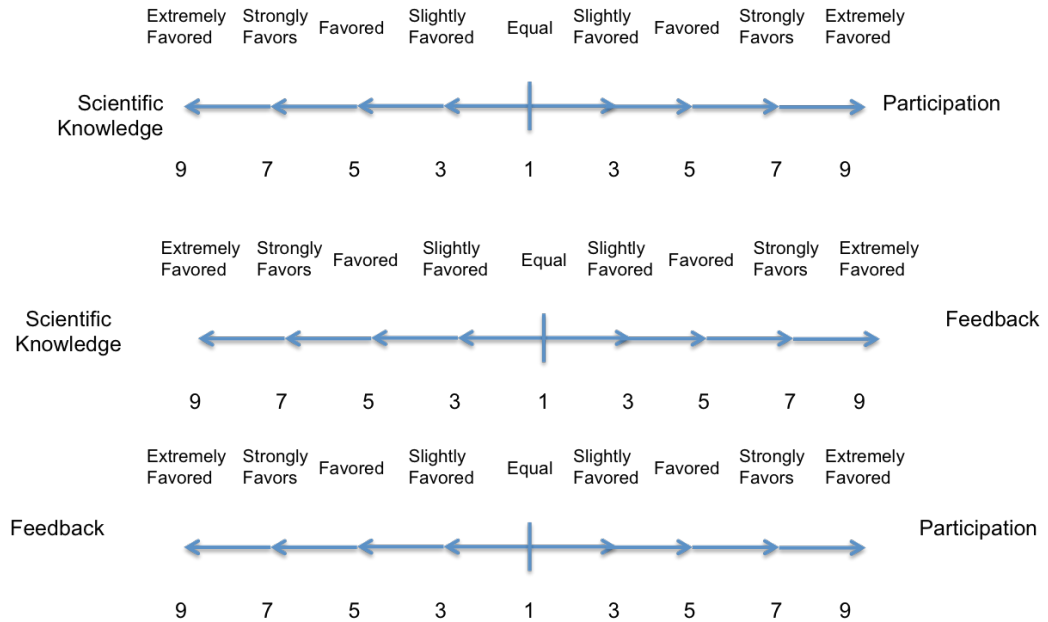 Extremely Favored Strongly Favors Favored Slightly Favored Equal Slightly Favored Favored Strongly Favors Extremely Favored
Scientific Knowledge Participation
9 7 5 3 1 3 5 7 9
Extremely Favored Strongly Favors Favored Slightly Favored Equal Slightly Favored Favored Strongly Favors Extremely Favored
Scientific Knowledge Feedback
9 7 5 3 1 3 5 7 9
Extremely Favored Strongly Favors Favored Slightly Favored Equal Slightly Favored Favored Strongly Favors Extremely Favored
Feedback Participation
9 7 5 3 1 3 5 7 9